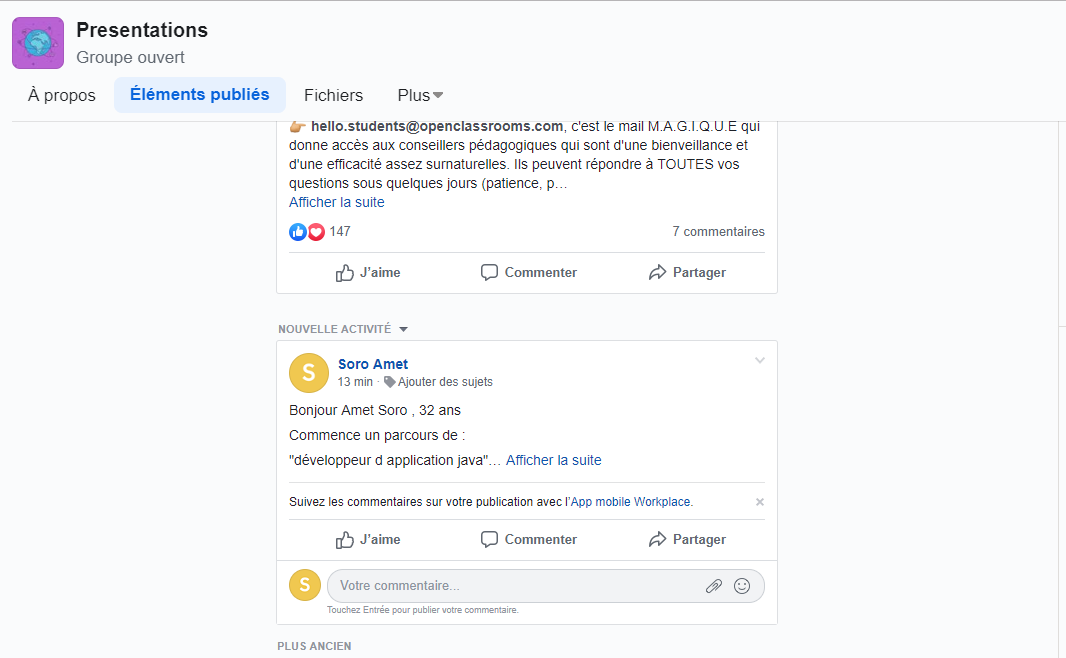 Presentations
Groupe ouvert
À propos
Éléments publiés
Fichiers
Plus
hello.students@openclassrooms.com, c'est le mail M.A.G.I.Q.U.E qui
donne accès aux conseillers pédagogiques qui sont d'une bienveillance et
d'une efficacité assez surnaturelles. Ils peuvent répondre à TOUTES vos
questions sous quelques jours (patience, p…
Afficher la suite
147
7 commentaires
J'aime
Commenter
Partager
NOUVELLE ACTIVITÉ
S
Soro Amet
13 min · Ajouter des sujets
Bonjour Amet Soro , 32 ans
Commence un parcours de :
"développeur d application java"… Afficher la suite
Suivez les commentaires sur votre publication avec l'App mobile Workplace.
J'aime
Commenter
Partager
S
Votre commentaire...
Touchez Entrée pour publier votre commentaire.
PLUS ANCIEN